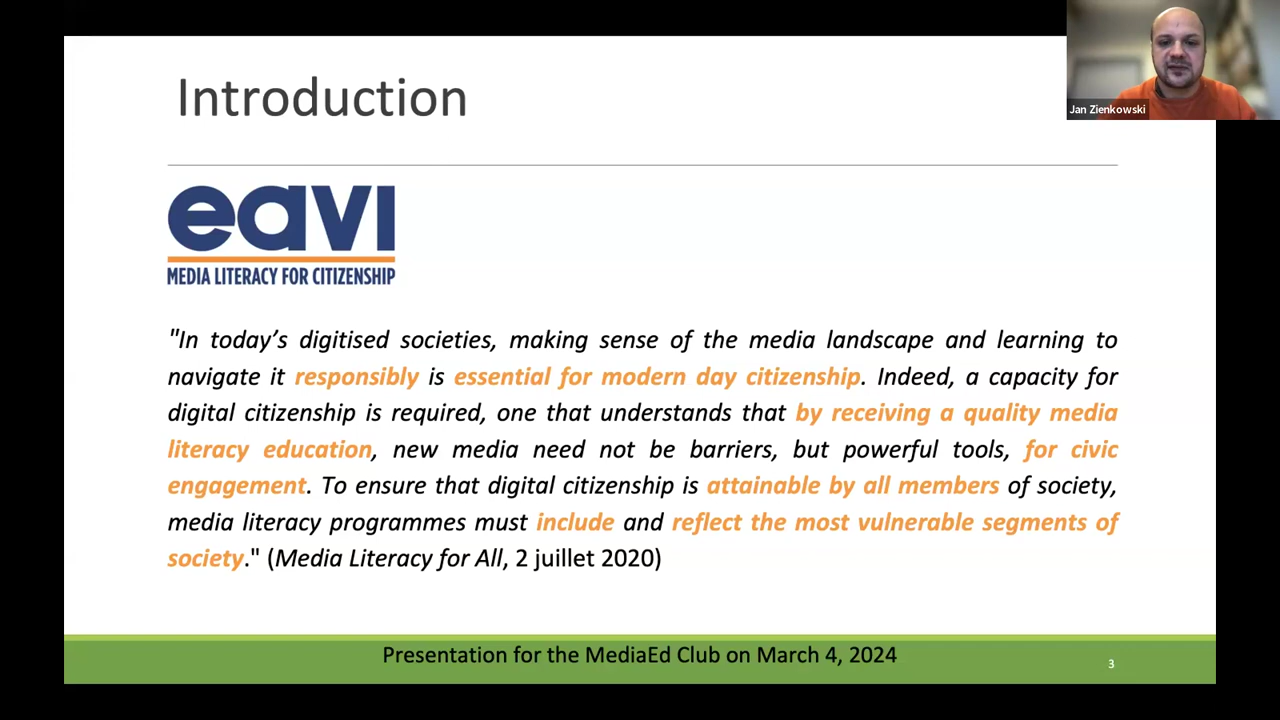 Introduction
Jan Zienkowski
eavi
MEDIA LITERACY FOR CITIZENSHIP
"In today’s digitised societies, making sense of the media landscape and learning to
navigate it responsibly is essential for modern day citizenship. Indeed, a capacity for
digital citizenship is required, one that understands that by receiving a quality media
literacy education, new media need not be barriers, but powerful tools, for civic
engagement. To ensure that digital citizenship is attainable by all members of society,
media literacy programmes must include and reflect the most vulnerable segments of
society." (Media Literacy for All, 2 juillet 2020)
Presentation for the MediaEd Club on March 4, 2024
3